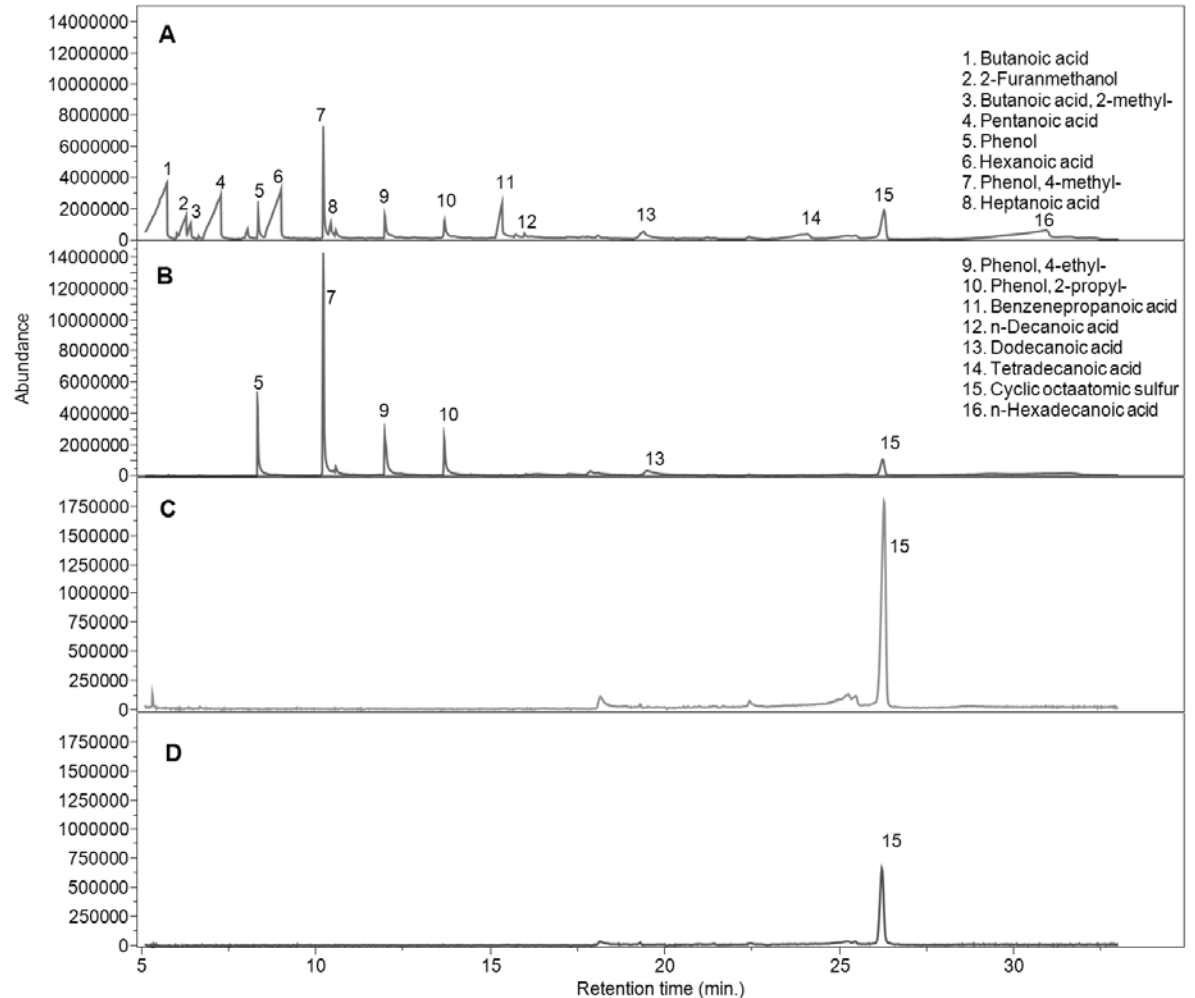 14000000
A
12000000
1. Butanoic acid
2. 2-Furanmethanol
10000000
3. Butanoic acid, 2-methyl-
8000000
4. Pentanoic acid
7
5. Phenol
6000000
6. Hexanoic acid
7. Phenol, 4-methyl-
4000000
8. Heptanoic acid
1 2 3 4 5 6 8 9 10 11 12 13 14 15 16
2000000
0
14000000
B
9. Phenol, 4-ethyl-
12000000
10. Phenol, 2-propyl-
7
11. Benzenepropanoic acid
10000000
12. n-Decanoic acid
8000000
13. Dodecanoic acid
14. Tetradecanoic acid
6000000
15. Cyclic octaatomic sulfur
5 9 10 13 15
16. n-Hexadecanoic acid
4000000
2000000
0
Abundance
1750000
C
1500000
15
1250000
1000000
750000
500000
250000
0
1750000
D
1500000
1250000
1000000
15
750000
500000
250000
0
5 10 15 20 25 30
Retention time (min.)